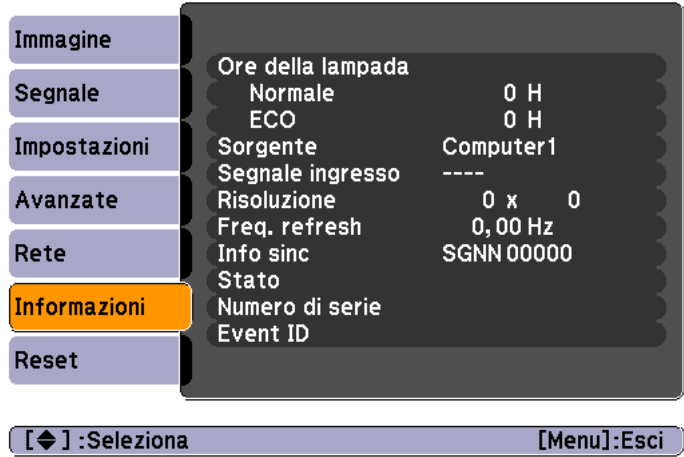 Immagine
Segnale
Impostazioni
Avanzate
Rete
Informazioni
Reset
Ore della lampada
Normale 0 H
ECO 0 H
Sorgente Computer1
Segnale ingresso ----
Risoluzione 0 x 0
Freq. refresh 0,00 Hz
Info sinc SGNN 00000
Stato
Numero di serie
Event ID
[◆] :Seleziona [Menu]:Esci